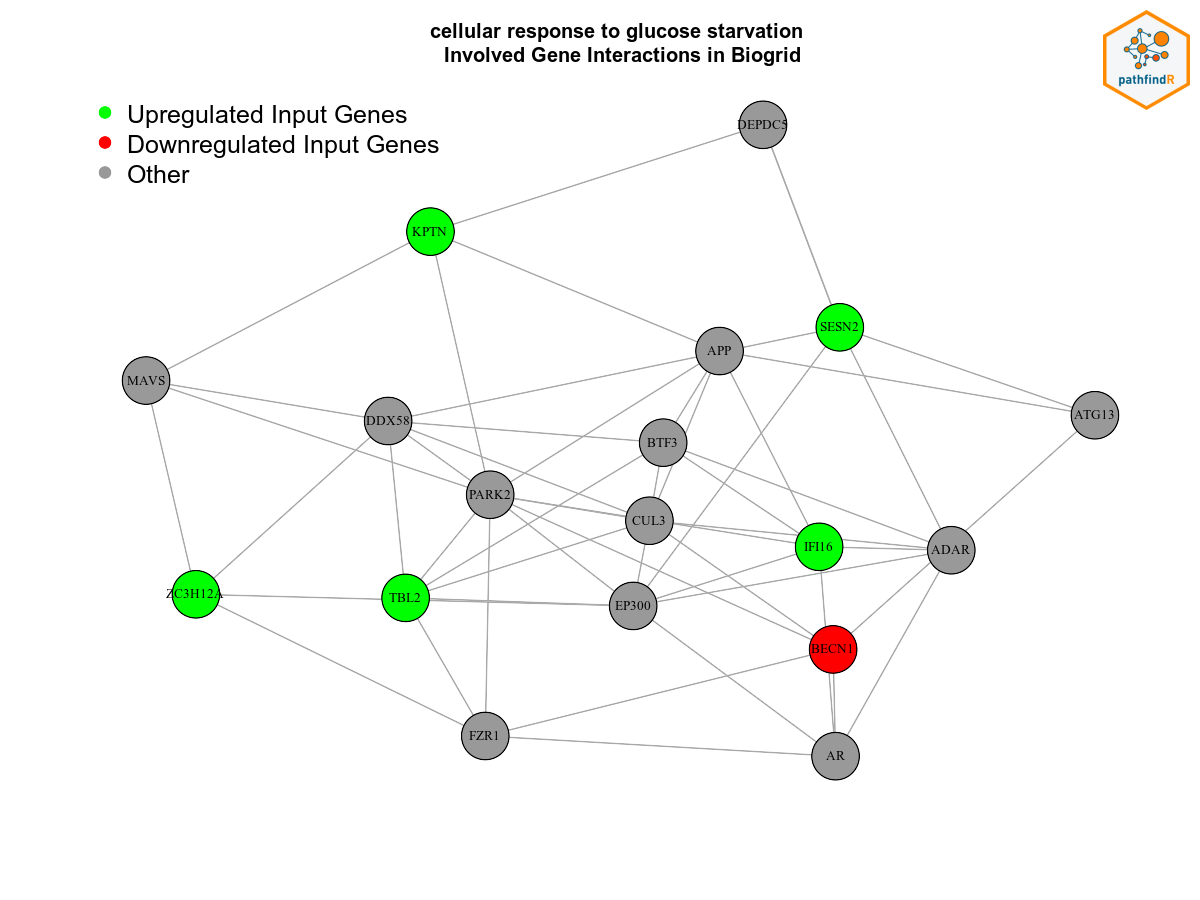 cellular response to glucose starvation
Involved Gene Interactions in Biogrid
pathfindR
Upregulated Input Genes
Downregulated Input Genes
Other
DEPDC5
KPTN
SESN2
APP
MAVS
ATG13
DDX58
BTF3
PARK2
CUL3
IFI16
ADAR
ZC3H12A
TBL2
EP300
BECN1
FZR1
AR